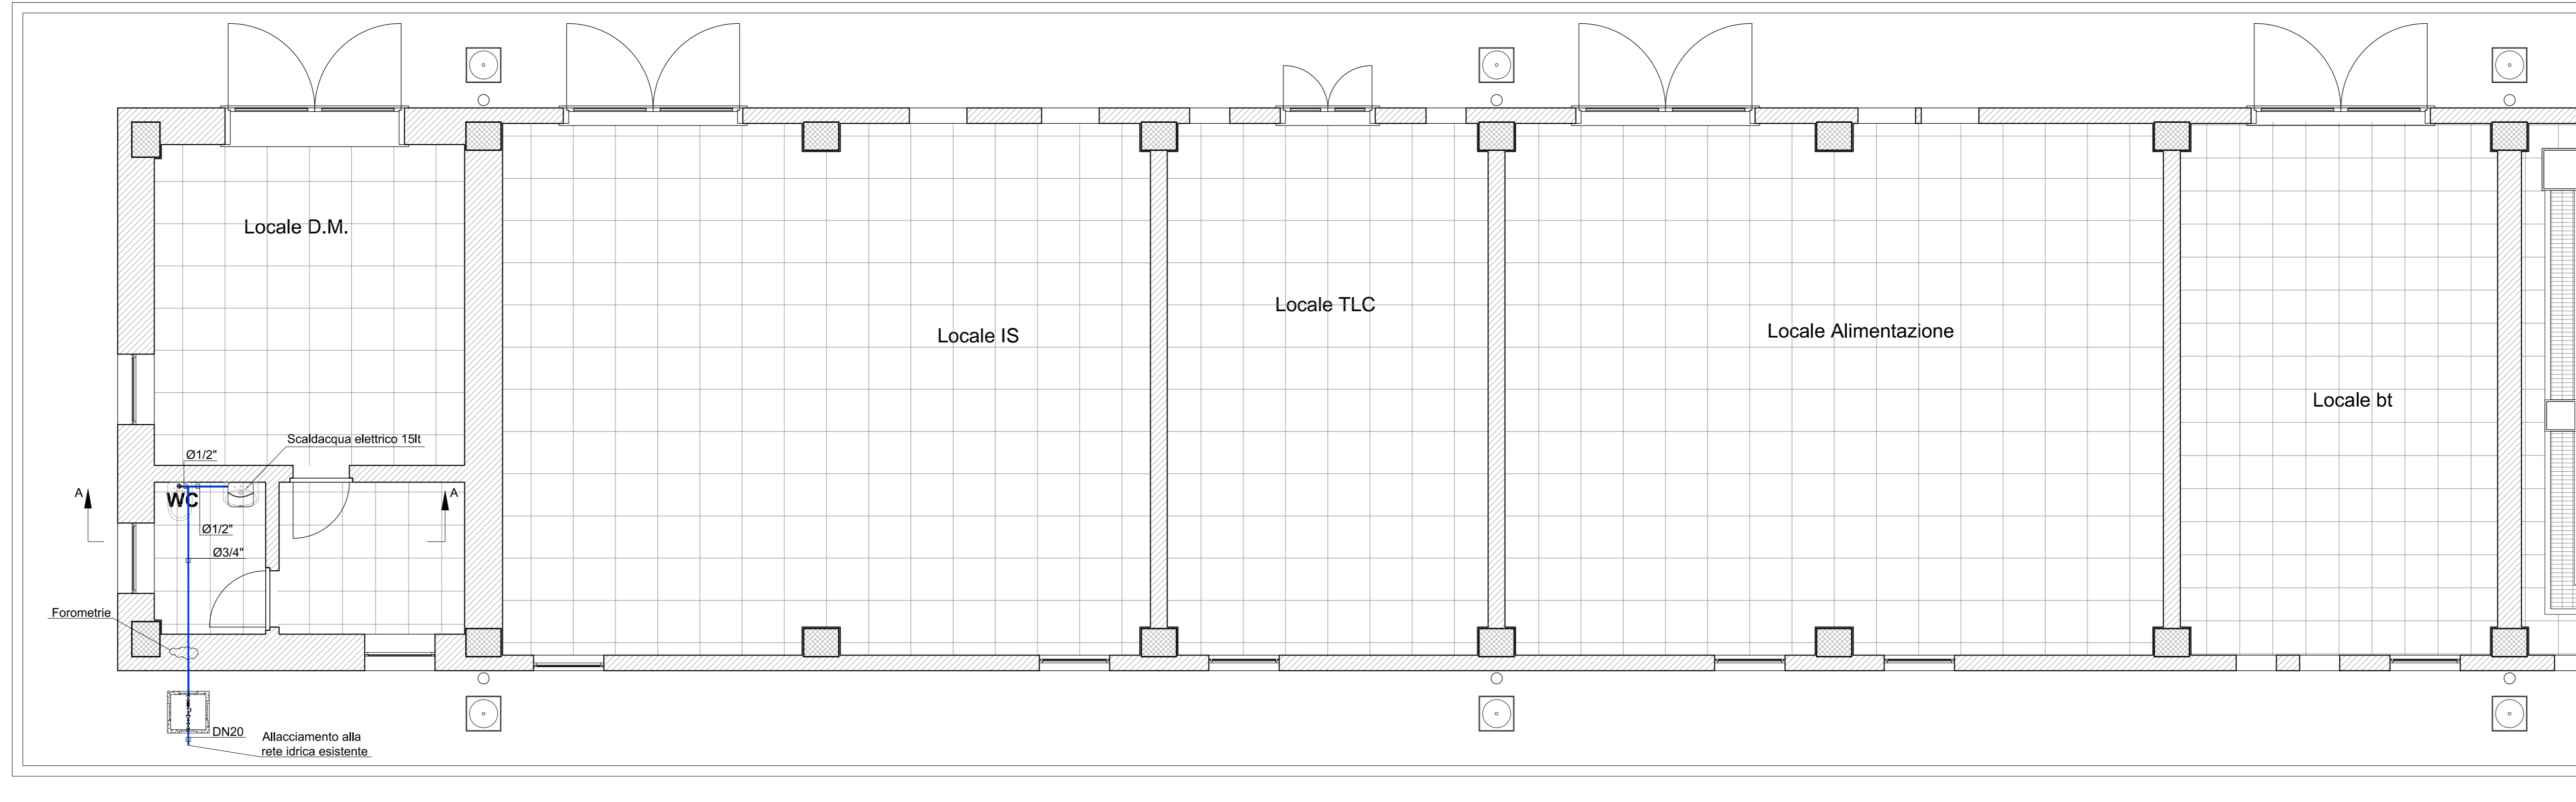 Locale D.M.
Locale IS
Locale TLC
Locale Alimentazione
Locale bt
Scaldacqua elettrico 15lt
Ø1/2"
A
WC
A
Ø1/2"
Ø3/4"
Forometrie
DN20
Allacciamento alla
rete idrica esistente